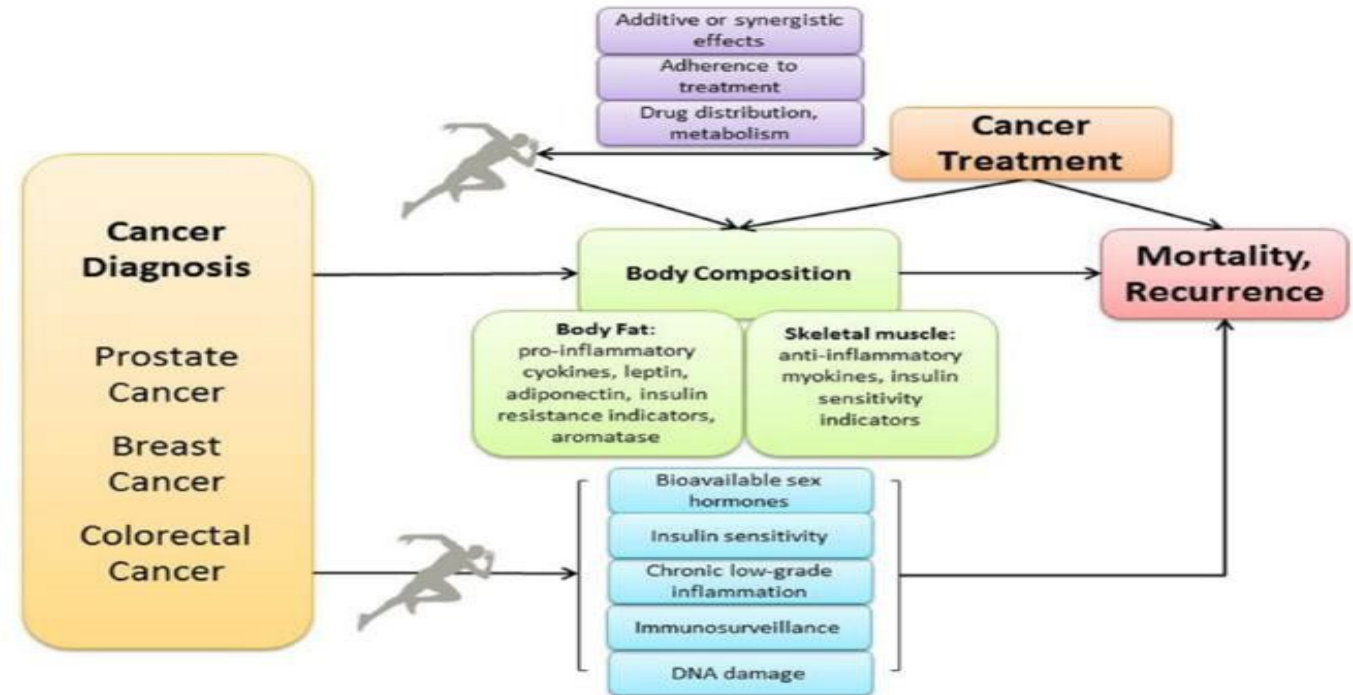 Additive or synergistic
effects
Adherence to
treatment
Drug distribution,
metabolism
Cancer
Treatment
Cancer
Diagnosis
Prostate
Cancer
Breast
Cancer
Colorectal
Cancer
Body Composition
Mortality,
Recurrence
Body Fat:
pro-inflammatory
cyokines, leptin,
adiponectin, insulin
resistance indicators,
aromatase
Skeletal muscle:
anti-inflammatory
myokines, insulin
sensitivity
indicators
Bioavailable sex
hormones
Insulin sensitivity
Chronic low-grade
inflammation
Immunosurveillance
DNA damage